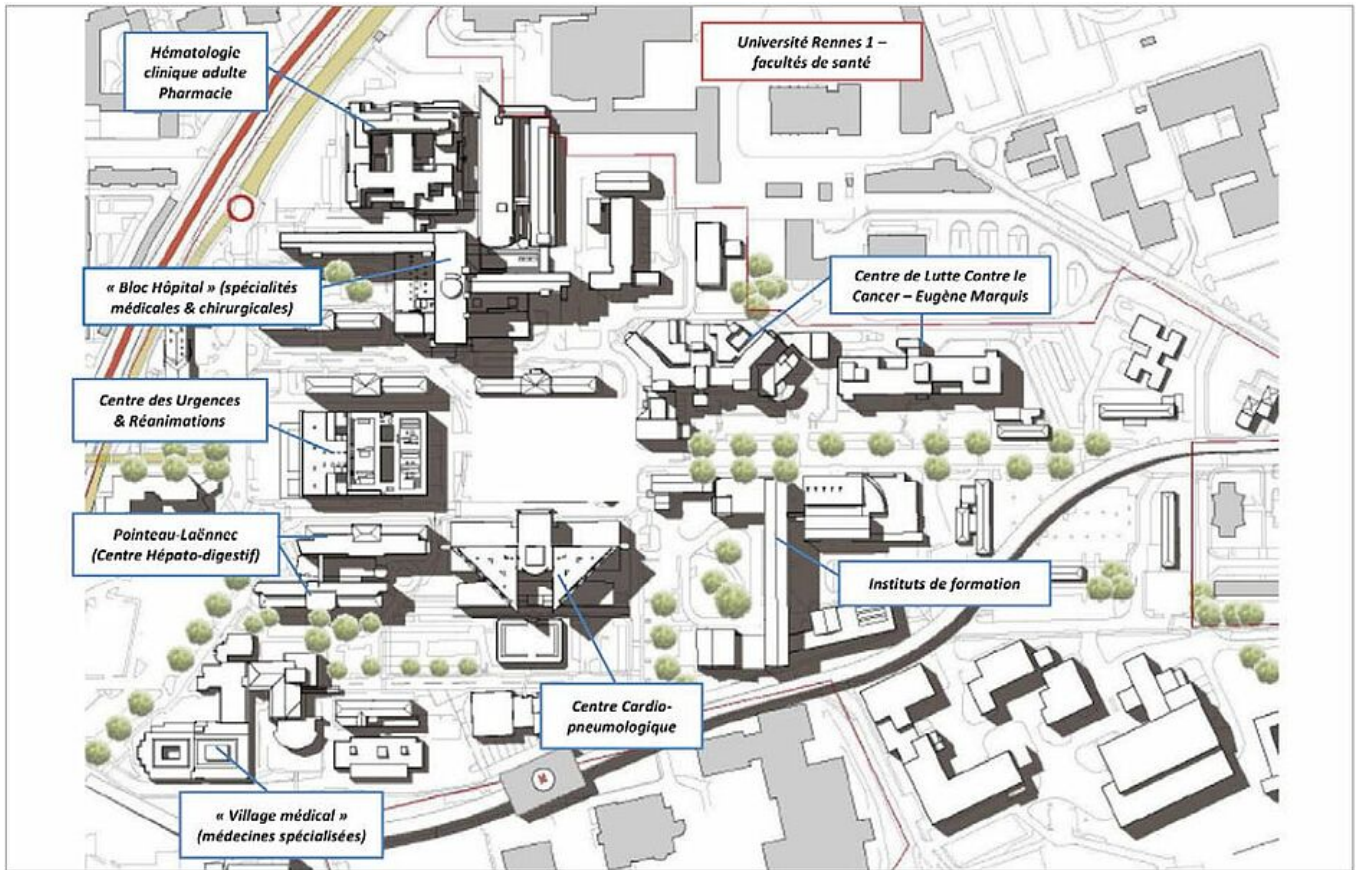 Hématologie
clinique adulte
Pharmacie
Université Rennes 1 –
facultés de santé
« Bloc Hôpital » (spécialités
médicales & chirurgicales)
Centre de Lutte Contre le
Cancer – Eugène Marquis
Centre des Urgences
& Réanimations
Pointeau-Laënnec
(Centre Hépato-digestif)
Instituts de formation
Centre Cardio-
pneumologique
« Village médical »
(médecines spécialisées)